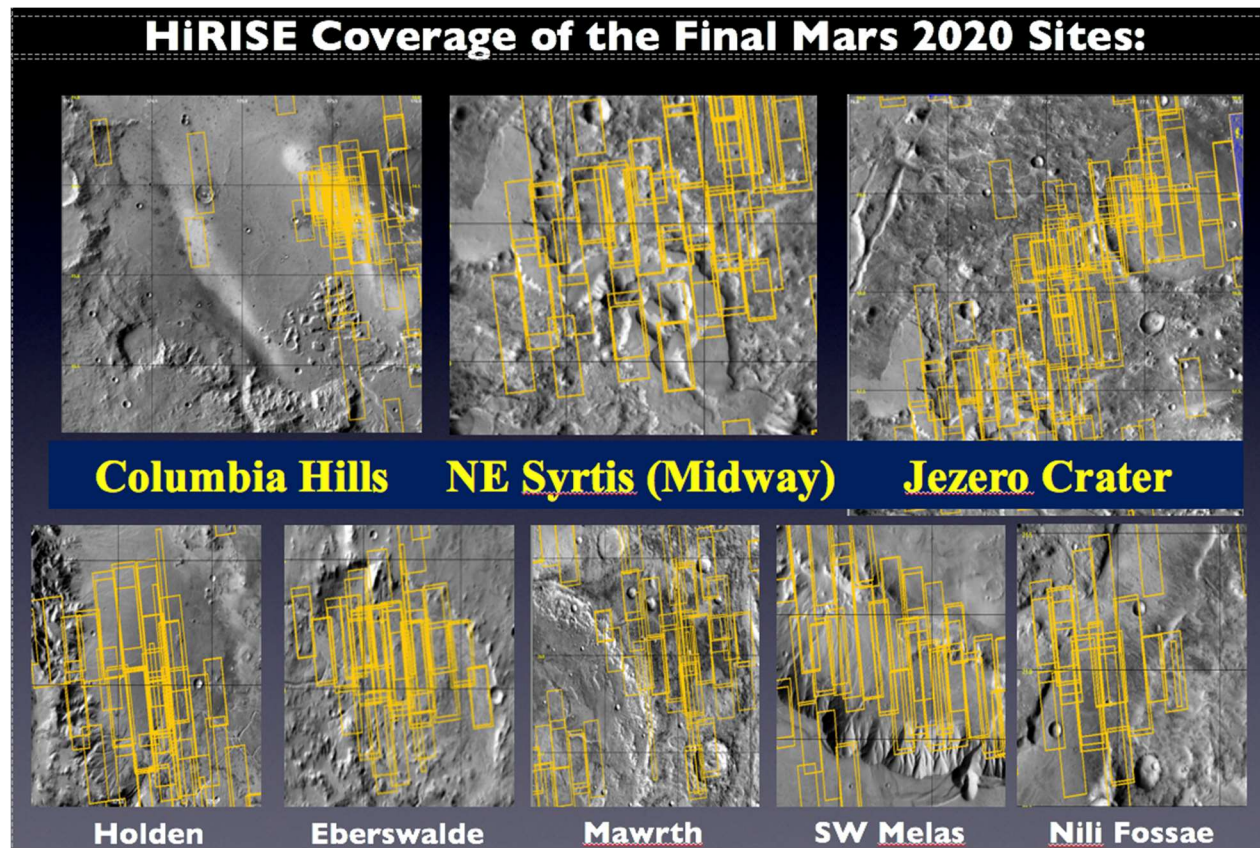 HiRISE Coverage of the Final Mars 2020 Sites:
Columbia Hills NE Syrtis (Midway) Jezero Crater
Holden Eberswalde Mawrth SW Melas Nili Fossae